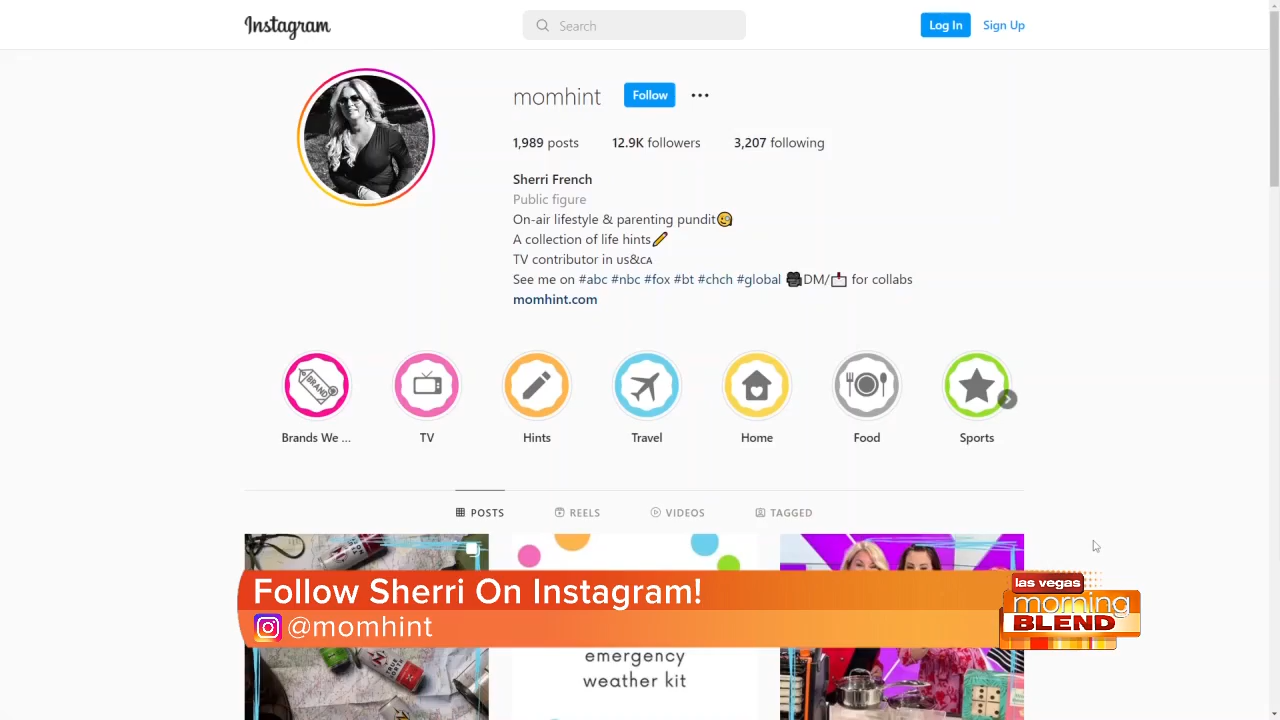 Instagram
Search
Log In
Sign Up
momhint
Follow
1,989 posts
12.9K followers
3,207 following
Sherri French
Public figure
On-air lifestyle & parenting pundit
A collection of life hints
TV contributor in us&ca
See me on #abc #nbc #fox #bt #chch #global DM/ for collabs
momhint.com
BRAND
Brands We ...
TV
Hints
Travel
Home
Food
Sports
POSTS
REELS
VIDEOS
TAGGED
Follow Sherri On Instagram!
@momhint
las vegas
morning
BLEND
emergency
weather kit